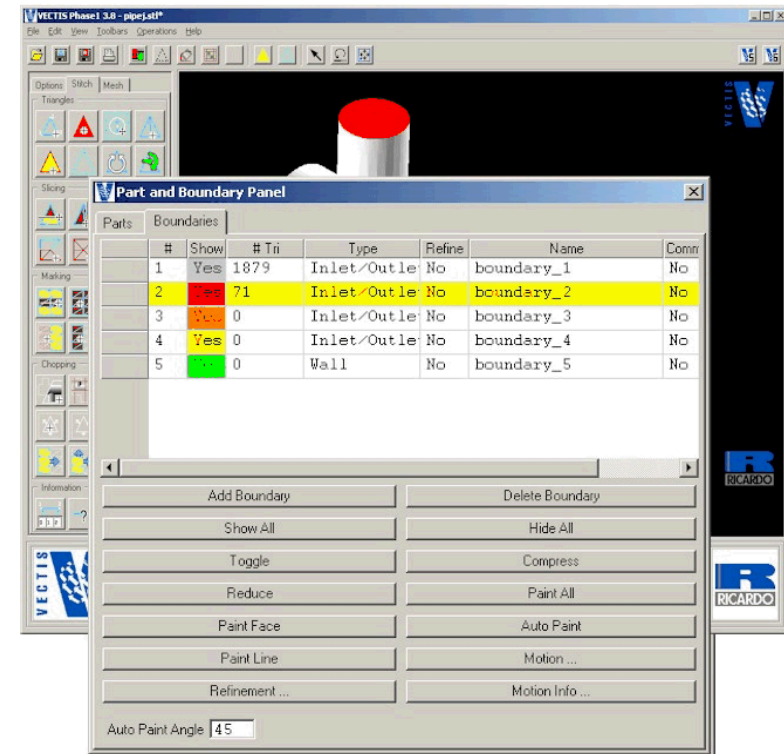 VECTIS Phase1 3.8 - pipej.stl*
File Edit View Toolbars Operations Help
Options Stitch Mesh
Triangles
VECTIS
Slicing
Part and Boundary Panel
Parts Boundaries
# Show # Tri Type Refine Name Comm
1 Yes 1879 Inlet/Outle No boundary_1 No
2 Yes 71 Inlet/Outle No boundary_2 No
3 0 Inlet/Outle No boundary_3 No
4 Yes 0 Inlet/Outle No boundary_4 No
5 0 Wall No boundary_5 No
Marking
Chopping
Information
RICARDO
Add Boundary Delete Boundary
Show All Hide All
Toggle Compress
Reduce Paint All
Paint Face Auto Paint
Paint Line Motion ...
Refinement ... Motion Info ...
Auto Paint Angle 45
VECTIS
RICARDO